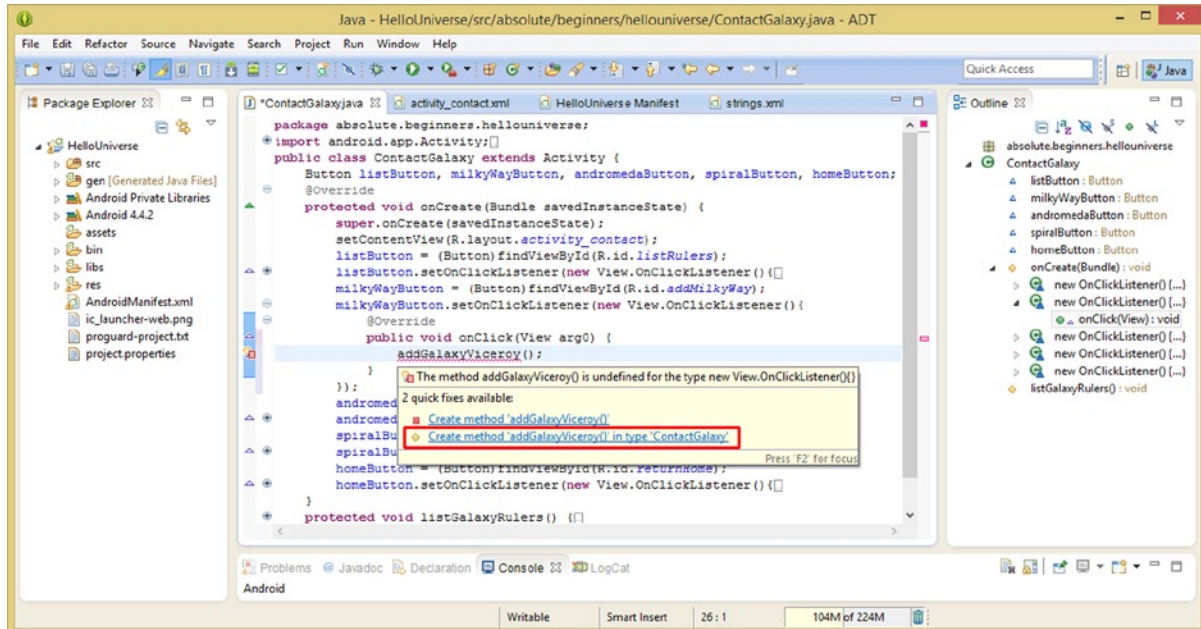 Java - HelloUniverse/src/absolute/beginners/hellouniverse/ContactGalaxy.java - ADT
File Edit Refactor Source Navigate Search Project Run Window Help
Quick Access
Java
Package Explorer
HelloUniverse
src
gen [Generated Java Files]
Android Private Libraries
Android 4.4.2
assets
bin
libs
res
AndroidManifest.xml
ic_launcher-web.png
proguard-project.txt
project.properties
*ContactGalaxy.java activity_contact.xml HelloUniverse Manifest strings.xml
package absolute.beginners.hellouniverse;
import android.app.Activity;
public class ContactGalaxy extends Activity {
Button listButton, milkyWayButton, andromedaButton, spiralButton, homeButton;
@Override
protected void onCreate(Bundle savedInstanceState) {
super.onCreate(savedInstanceState);
setContentView(R.layout.activity_contact);
listButton = (Button)findViewById(R.id.listRulers);
listButton.setOnClickListener(new View.OnClickListener(){
milkyWayButton = (Button)findViewById(R.id.addMilkyWay);
milkyWayButton.setOnClickListener(new View.OnClickListener(){
@Override
public void onClick(View arg0) {
addGalaxyViceroy();
}
});
andromed
andromed
spiralBu
spiralBu
homeButton = (Button)findViewById(R.id.returnHome);
homeButton.setOnClickListener(new View.OnClickListener(){
}
protected void listGalaxyRulers() {
The method addGalaxyViceroy() is undefined for the type new View.OnClickListener(){}
2 quick fixes available:
Create method 'addGalaxyViceroy()'
Create method 'addGalaxyViceroy()' in type 'ContactGalaxy'
Press 'F2' for focus
Outline
absolute.beginners.hellouniverse
ContactGalaxy
listButton : Button
milkyWayButton : Button
andromedaButton : Button
spiralButton : Button
homeButton : Button
onCreate(Bundle) : void
new OnClickListener() {...}
new OnClickListener() {...}
onClick(View) : void
new OnClickListener() {...}
new OnClickListener() {...}
new OnClickListener() {...}
listGalaxyRulers() : void
Problems @ Javadoc Declaration Console LogCat
Android
Writable Smart Insert 26 : 1 104M of 224M